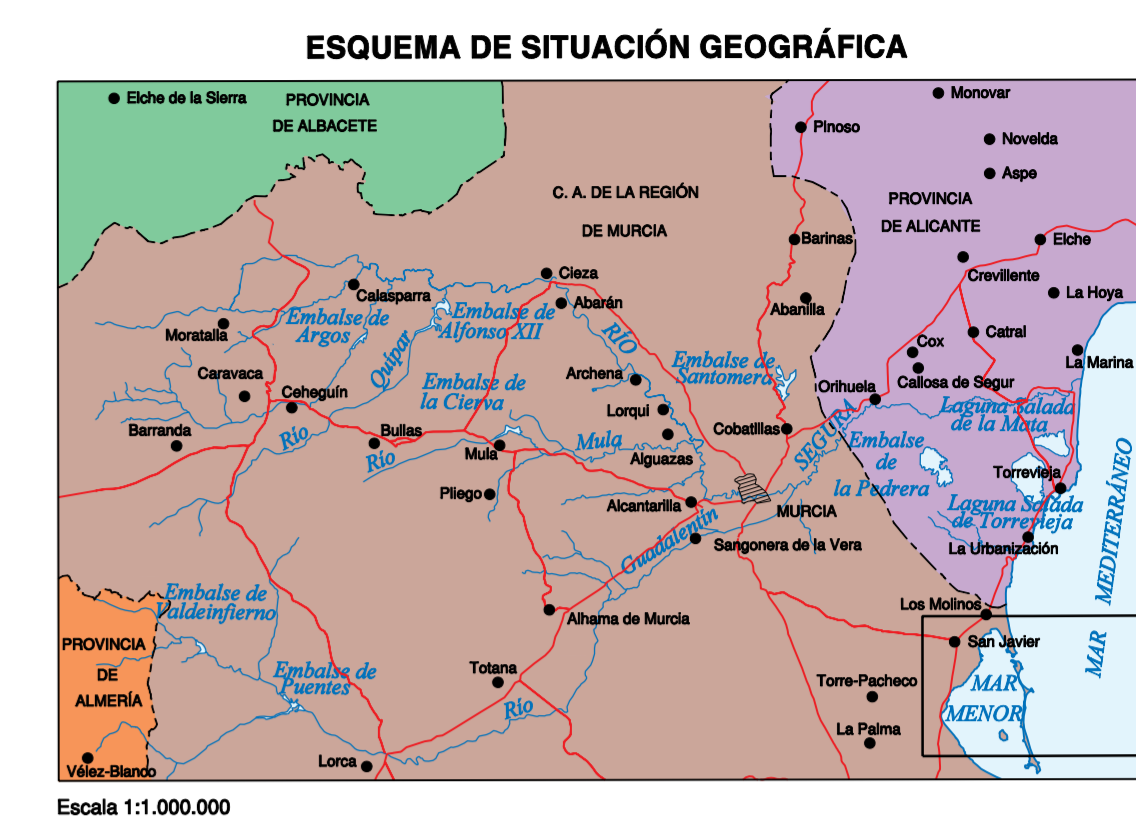 ESQUEMA DE SITUACIÓN GEOGRÁFICA
Elche de la Sierra
PROVINCIA
DE ALBACETE
Monovar
Pinoso
Novelda
Aspe
C. A. DE LA REGIÓN
DE MURCIA
PROVINCIA
DE ALICANTE
Barinas
Elche
Crevillente
La Hoya
Cieza
Calasparra
Abarán
Abanilla
Embalse de
Argos
Embalse de
Alfonso XII
Quípar
RÍO
Moratalla
Catral
Cox
La Marina
Caravaca
Ceheguín
Embalse de
la Cierva
Archena
Embalse de
Santomera
Orihuela
Callosa de Segur
Lorqui
Laguna Salada
de la Mata
Barranda
Río
Bullas
Río
Mula
Mula
Alguazas
Cobatillas
SEGURA
Embalse
de
la Pedrera
Torrevieja
MAR MEDITERRÁNEO
Pliego
Alcantarilla
MURCIA
Laguna Salada
de Torrevieja
Guadalentín
Sangonera de la Vera
La Urbanización
Embalse de
Valdeinfierno
Alhama de Murcia
Los Molinos
San Javier
PROVINCIA
DE
ALMERÍA
Embalse de
Puentes
Totana
Río
Torre-Pacheco
MAR
MENOR
La Palma
Lorca
Vélez-Blanco
Escala 1:1.000.000